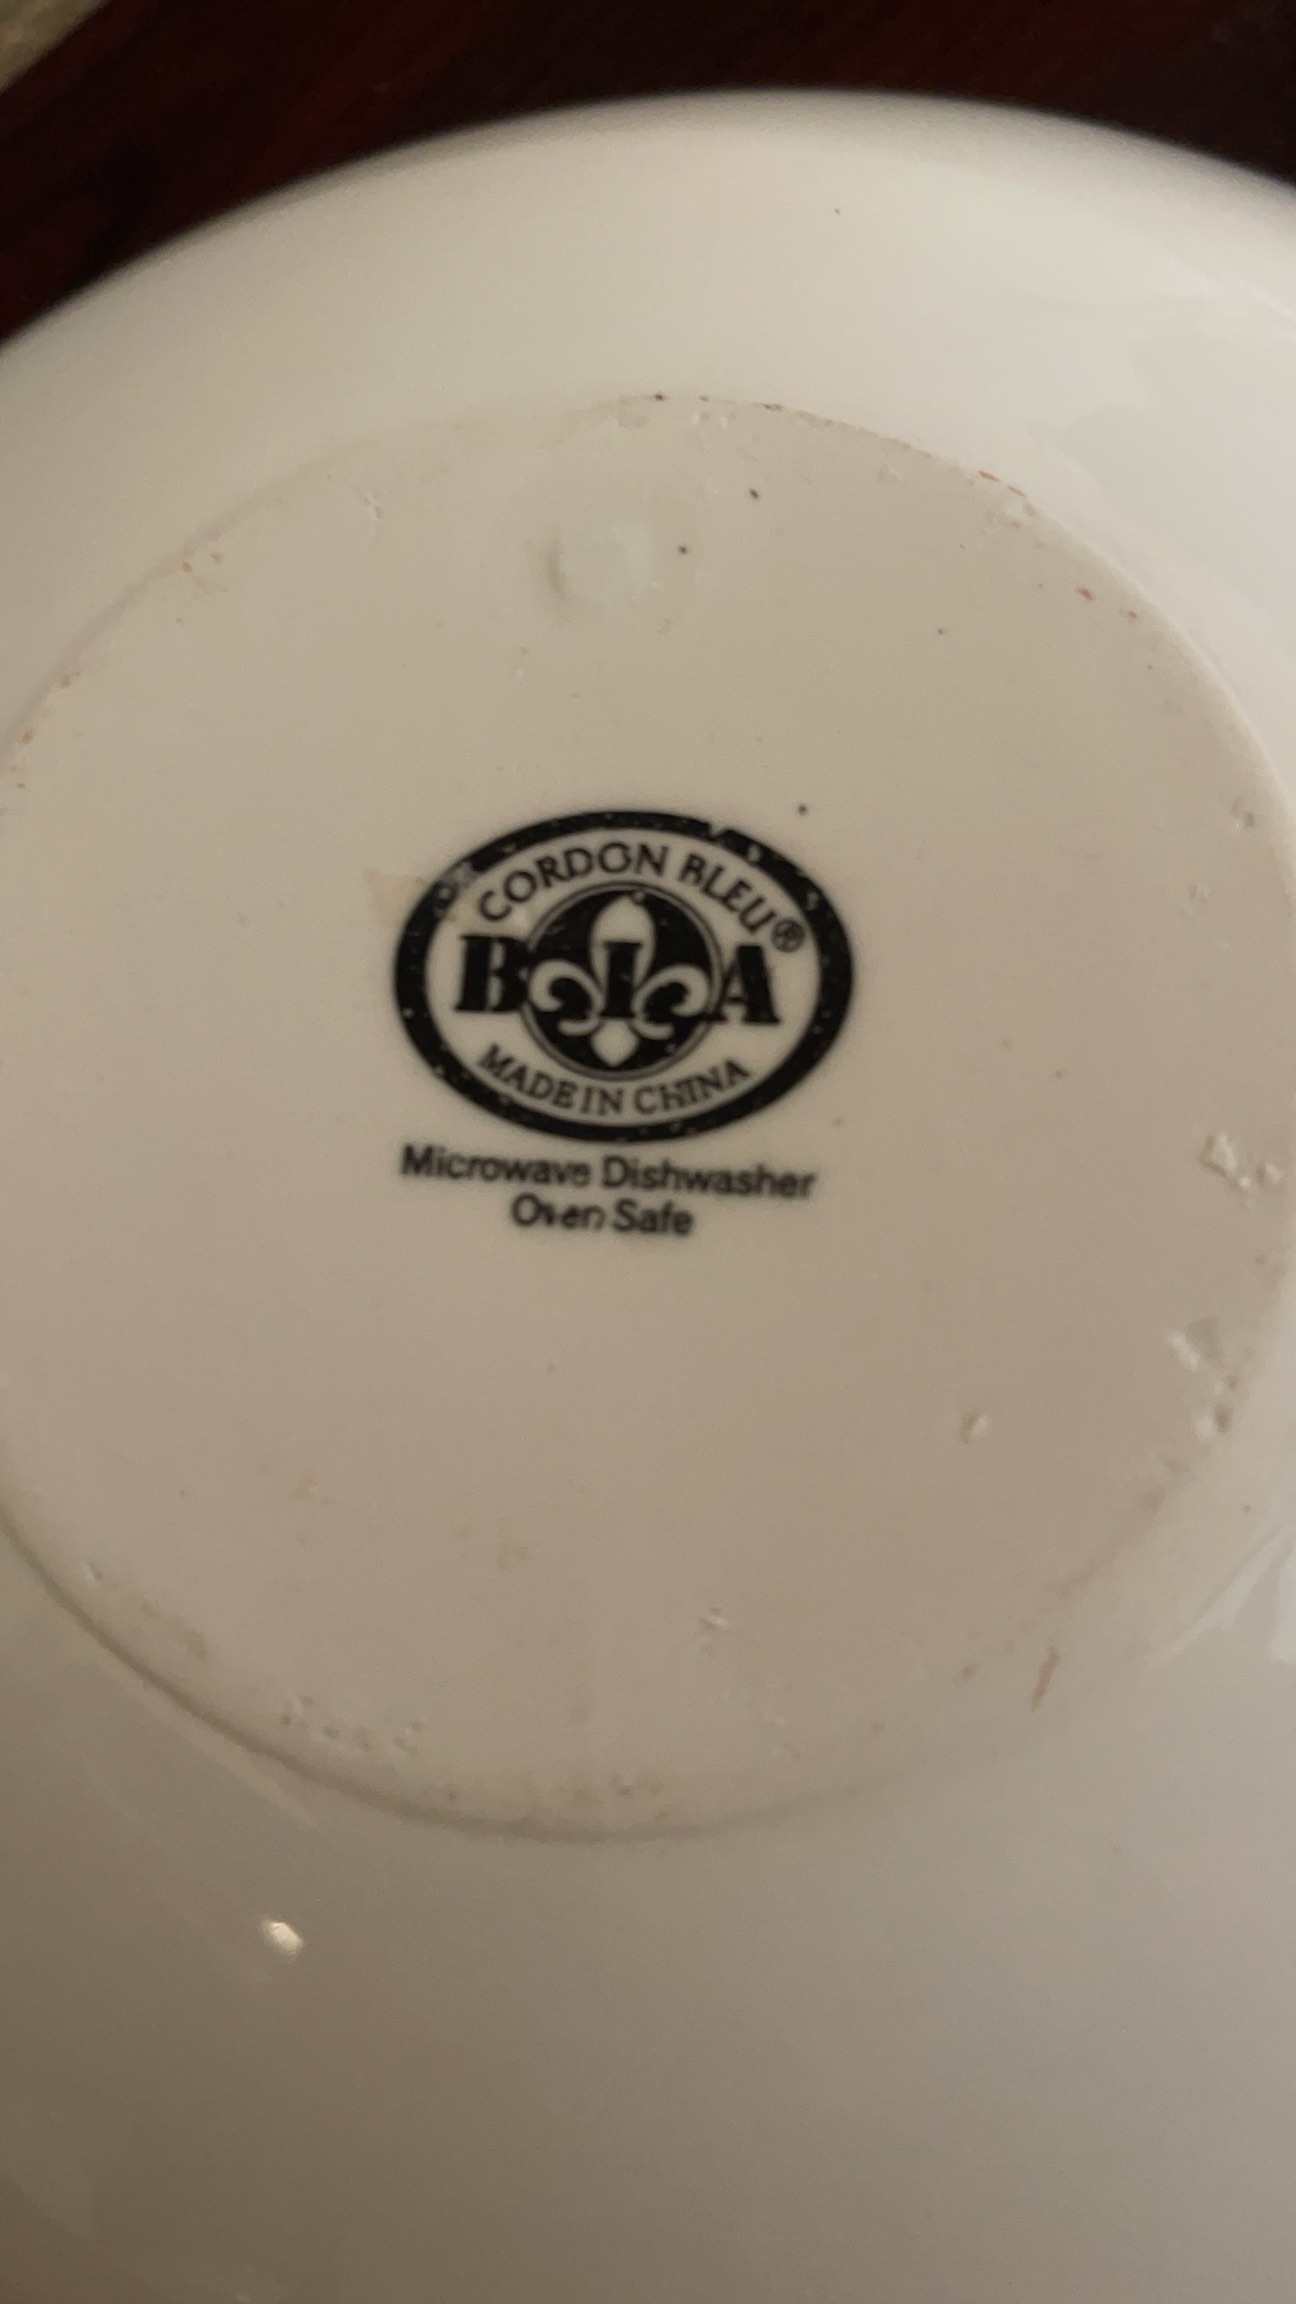 CORDON BLEU®
BIA
MADE IN CHINA
Microwave Dishwasher
Oven Safe